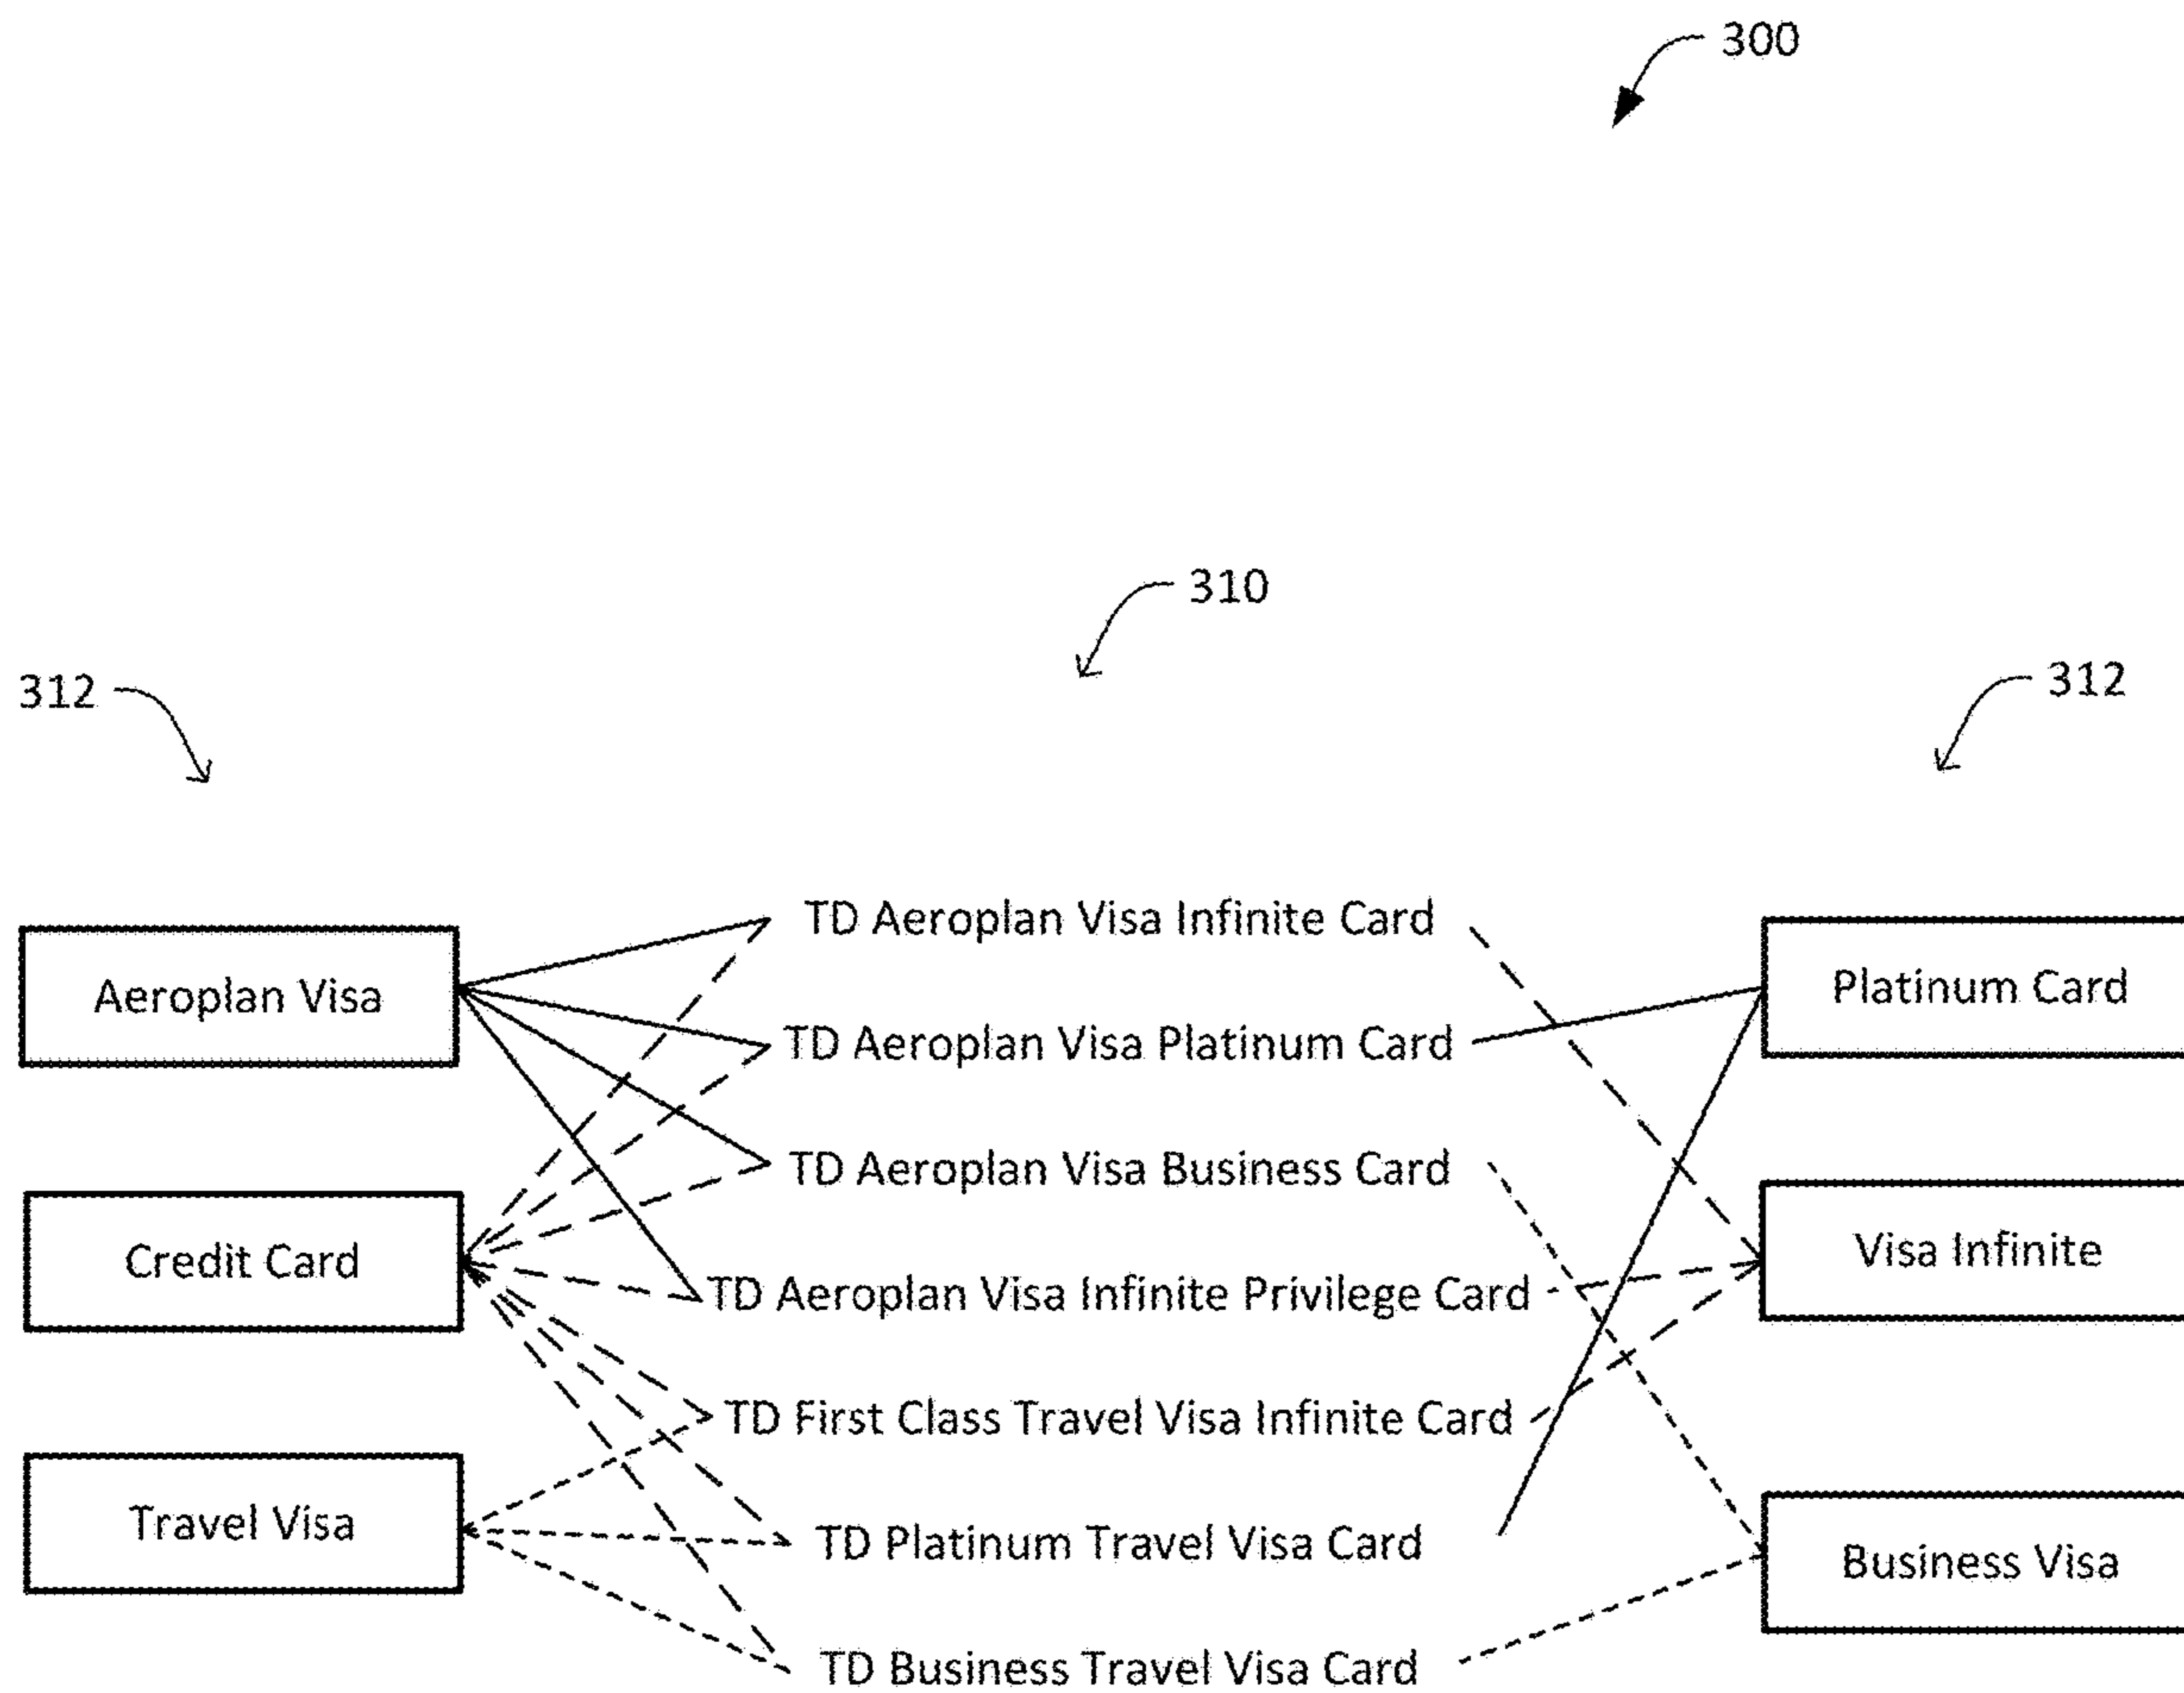 300
310
312
312
TD Aeroplan Visa Infinite Card
Aeroplan Visa
Platinum Card
TD Aeroplan Visa Platinum Card
TD Aeroplan Visa Business Card
Credit Card
Visa Infinite
TD Aeroplan Visa Infinite Privilege Card
TD First Class Travel Visa Infinite Card
Travel Visa
TD Platinum Travel Visa Card
Business Visa
TD Business Travel Visa Card